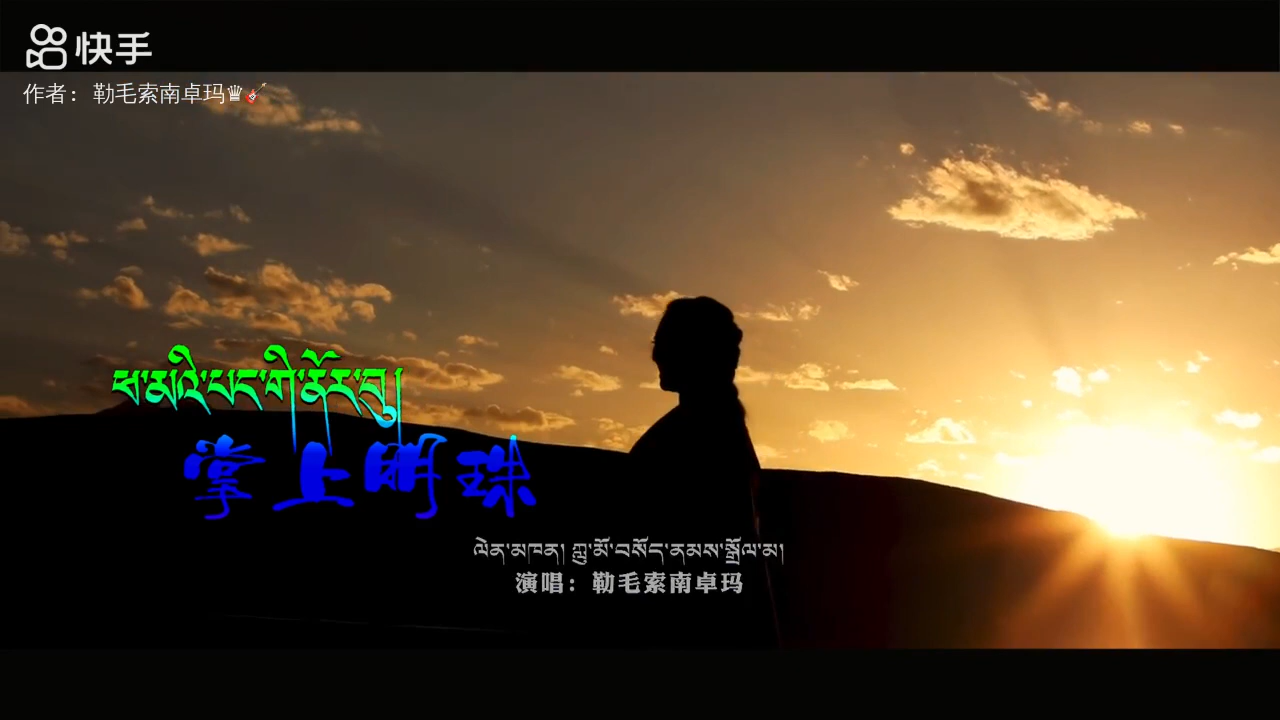 快手
作者: 勒毛索南卓玛♛🎸
ཕ་མའི་པང་གི་ནོར་བུ།
掌上明珠
ལེན་མཁན། ཀླུ་མོ་བསོད་ནམས་སྒྲོལ་མ།
演唱: 勒毛索南卓玛